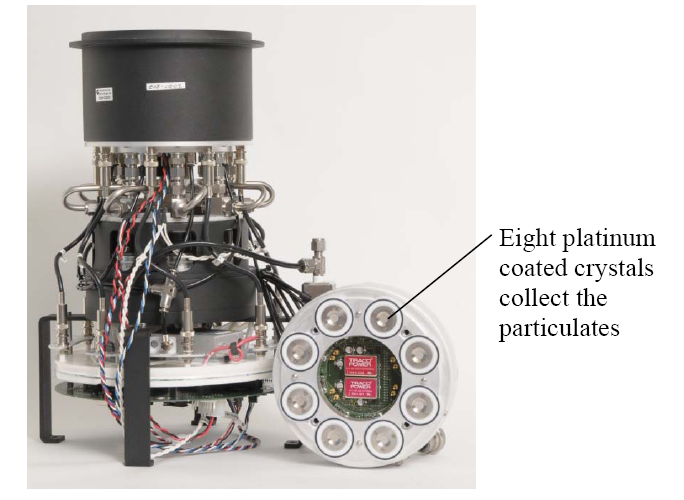 Eight platinum
coated crystals
collect the
particulates
TRACO
POWER
TRACO
POWER